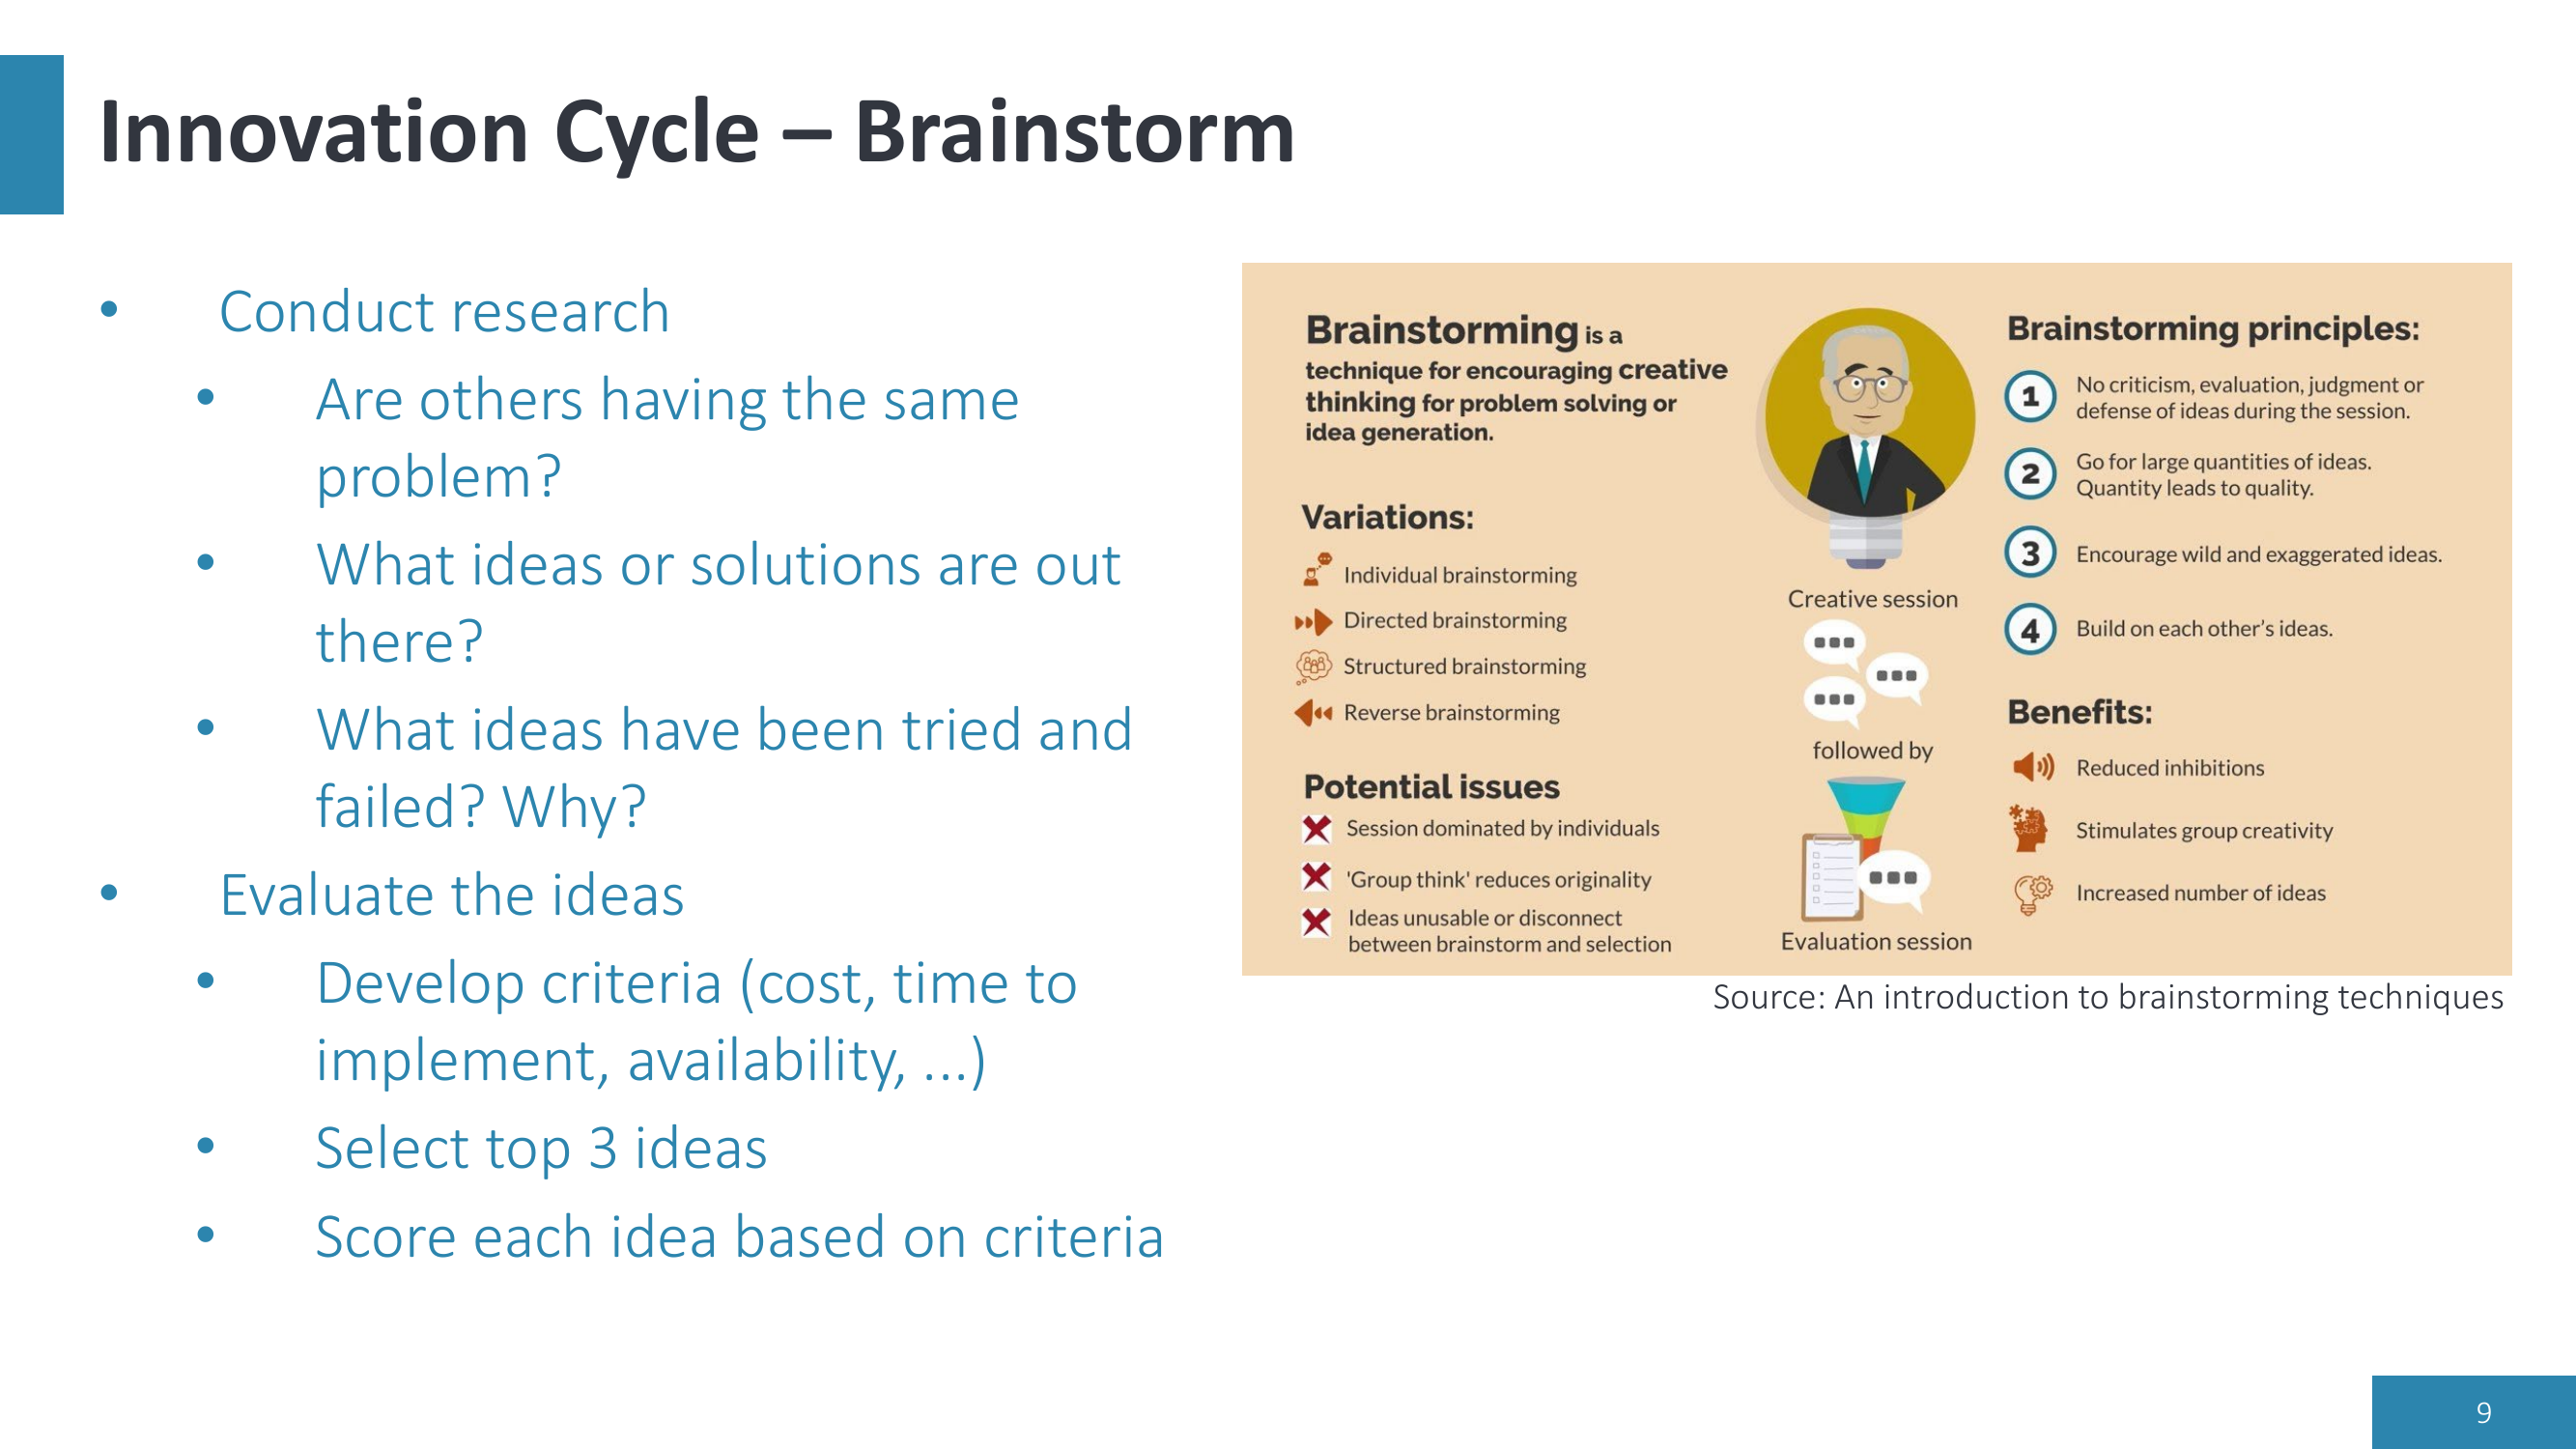 Innovation Cycle – Brainstorm
• Conduct research
• Are others having the same
problem?
• What ideas or solutions are out
there?
• What ideas have been tried and
failed? Why?
• Evaluate the ideas
• Develop criteria (cost, time to
implement, availability, ...)
• Select top 3 ideas
• Score each idea based on criteria
Brainstorming is a
technique for encouraging creative
thinking for problem solving or
idea generation.
Variations:
Individual brainstorming
Directed brainstorming
Structured brainstorming
Reverse brainstorming
Potential issues
Session dominated by individuals
'Group think' reduces originality
Ideas unusable or disconnect
between brainstorm and selection
Creative session
followed by
Evaluation session
Brainstorming principles:
1 No criticism, evaluation, judgment or
defense of ideas during the session.
2 Go for large quantities of ideas.
Quantity leads to quality.
3 Encourage wild and exaggerated ideas.
4 Build on each other’s ideas.
Benefits:
Reduced inhibitions
Stimulates group creativity
Increased number of ideas
Source: An introduction to brainstorming techniques
9